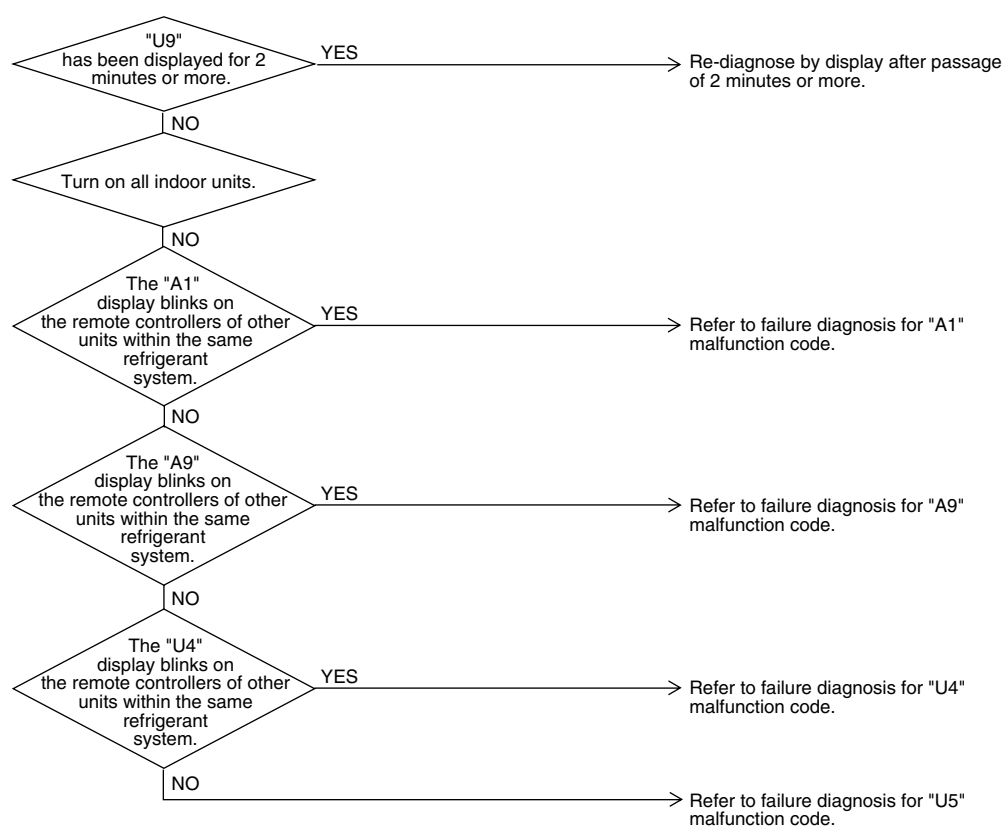 "U9"
has been displayed for 2
minutes or more.
YES
Re-diagnose by display after passage
of 2 minutes or more.
NO
Turn on all indoor units.
NO
The "A1"
display blinks on
the remote controllers of other
units within the same
refrigerant
system.
YES
Refer to failure diagnosis for "A1"
malfunction code.
NO
The "A9"
display blinks on
the remote controllers of other
units within the same
refrigerant
system.
YES
Refer to failure diagnosis for "A9"
malfunction code.
NO
The "U4"
display blinks on
the remote controllers of other
units within the same
refrigerant
system.
YES
Refer to failure diagnosis for "U4"
malfunction code.
NO
Refer to failure diagnosis for "U5"
malfunction code.